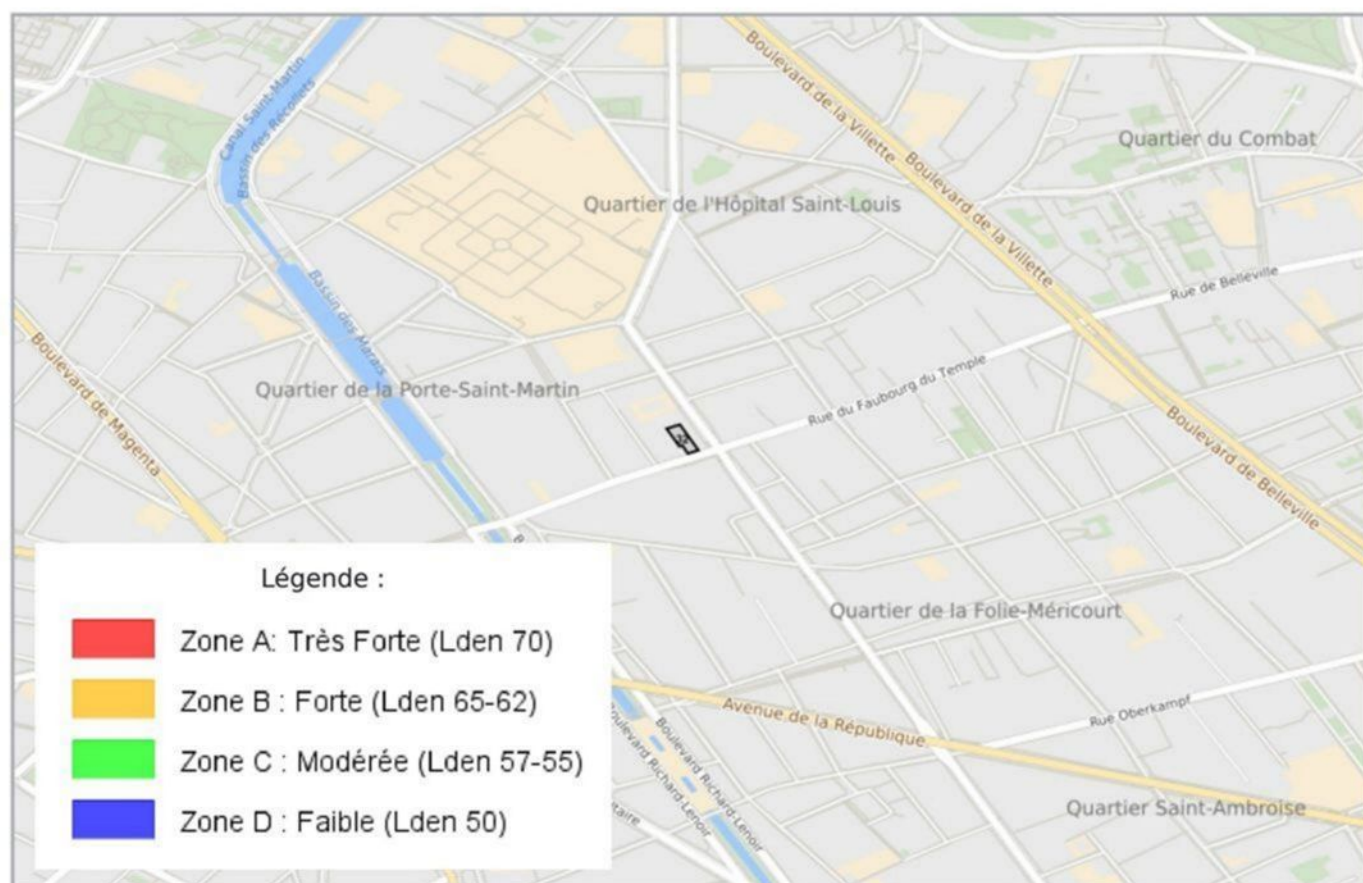 Canal Saint-Martin
Bassin des Récollets
Boulevard de la Villette
Boulevard de la Villette
Quartier du Combat
Quartier de l'Hôpital Saint-Louis
Bassin des Marais
Rue de Belleville
Boulevard de Magenta
Quartier de la Porte-Saint-Martin
Rue du Faubourg du Temple
Boulevard de Belleville
Quartier de la Folie-Méricourt
Avenue de la République
Rue Oberkampf
Boulevard Richard-Lenoir
Boulevard Richard-Lenoir
Quartier Saint-Ambroise
Légende :
Zone A: Très Forte (Lden 70)
Zone B : Forte (Lden 65-62)
Zone C : Modérée (Lden 57-55)
Zone D : Faible (Lden 50)